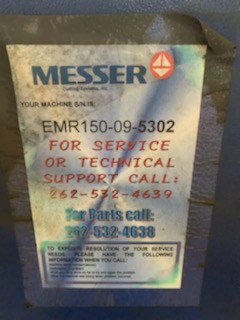 MESSER
Cutting Systems, Inc.
YOUR MACHINE S/N IS:
EMR150-09-5302
FOR SERVICE
OR TECHNICAL
SUPPORT CALL:
262-532-4639
For Parts call:
262-532-4638
TO EXPEDITE RESOLUTION OF YOUR SERVICE
NEEDS PLEASE HAVE THE FOLLOWING
INFORMATION WHEN YOU CALL: